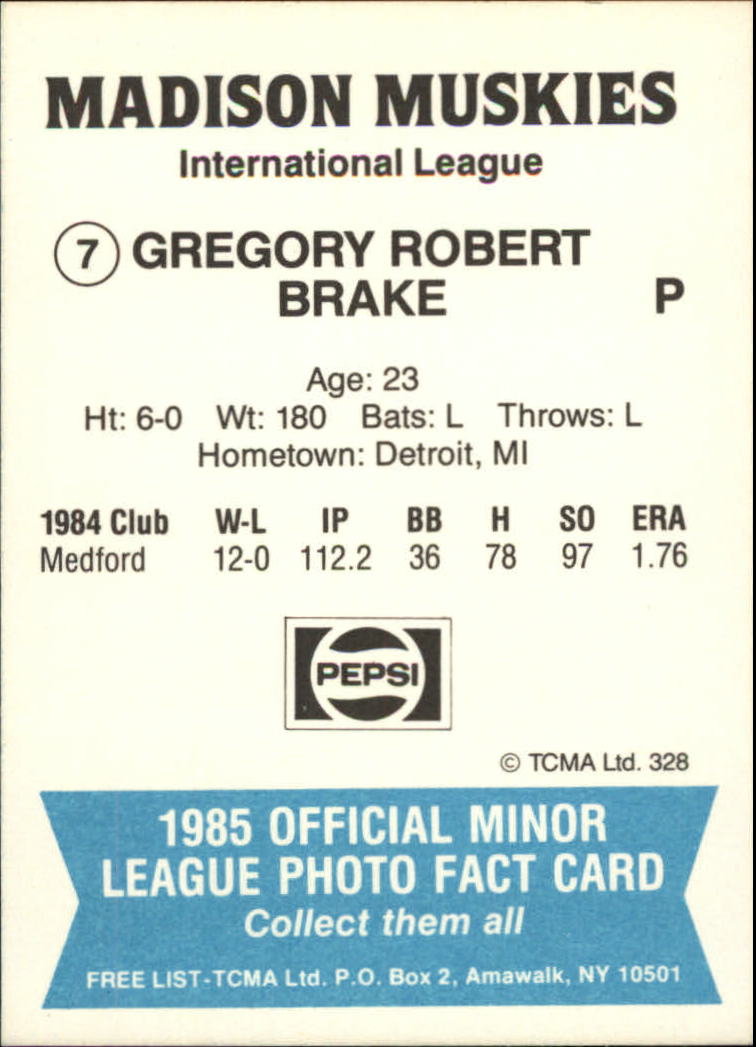 MADISON MUSKIES
International League
7 GREGORY ROBERT
BRAKE P
Age: 23
Ht: 6-0 Wt: 180 Bats: L Throws: L
Hometown: Detroit, MI
1984 Club W-L IP BB H SO ERA
Medford 12-0 112.2 36 78 97 1.76
PEPSI
© TCMA Ltd. 328
1985 OFFICIAL MINOR
LEAGUE PHOTO FACT CARD
Collect them all
FREE LIST-TCMA Ltd. P.O. Box 2, Amawalk, NY 10501